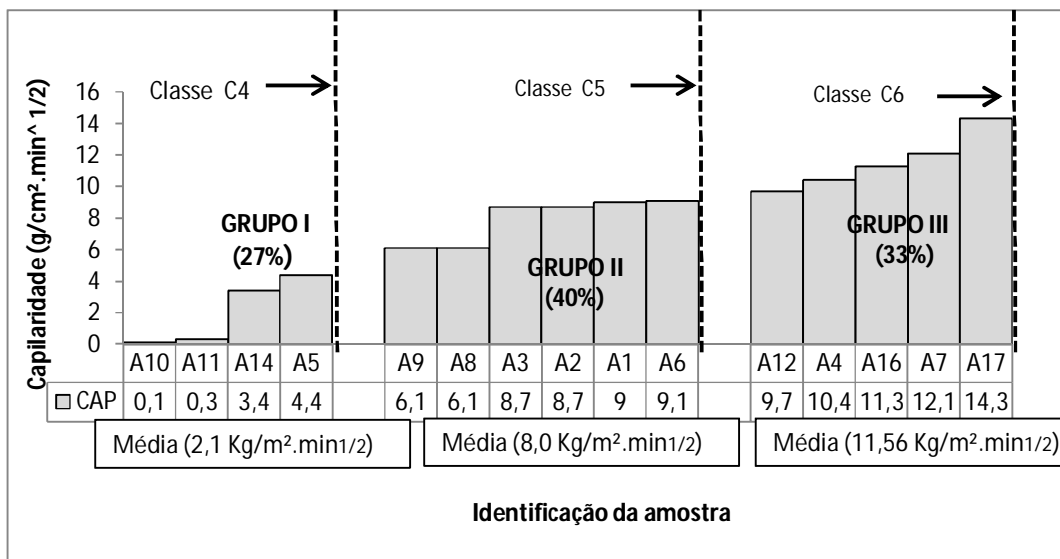 Capilaridade (g/cm².min^ 1/2)
16
14
12
10
8
6
4
2
0
Classe C4
Classe C5
Classe C6
GRUPO I
(27%)
GRUPO II
(40%)
GRUPO III
(33%)
A10 A11 A14 A5 A9 A8 A3 A2 A1 A6 A12 A4 A16 A7 A17
CAP 0,1 0,3 3,4 4,4 6,1 6,1 8,7 8,7 9 9,1 9,7 10,4 11,3 12,1 14,3
Média (2,1 Kg/m².min1/2) Média (8,0 Kg/m².min1/2) Média (11,56 Kg/m².min1/2)
Identificação da amostra